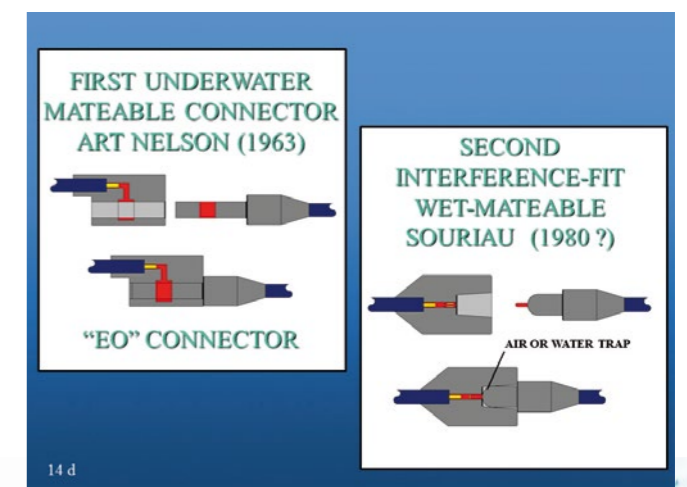 FIRST UNDERWATER
MATEABLE CONNECTOR
ART NELSON (1963)
"EO" CONNECTOR
SECOND
INTERFERENCE-FIT
WET-MATEABLE
SOURIAU (1980 ?)
AIR OR WATER TRAP
14 d